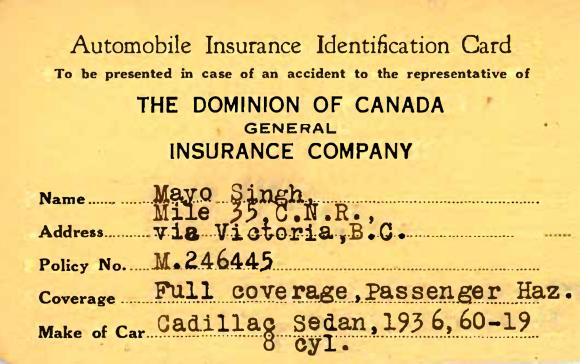 Automobile Insurance Identification Card
To be presented in case of an accident to the representative of
THE DOMINION OF CANADA
GENERAL
INSURANCE COMPANY
Name Mayo Singh,
Mile 35,C.N.R.,
Address via Victoria,B.C.
Policy No. M.246445
Coverage Full coverage,Passenger Haz.
Make of Car Cadillac Sedan,1936,60-19
8 cyl.